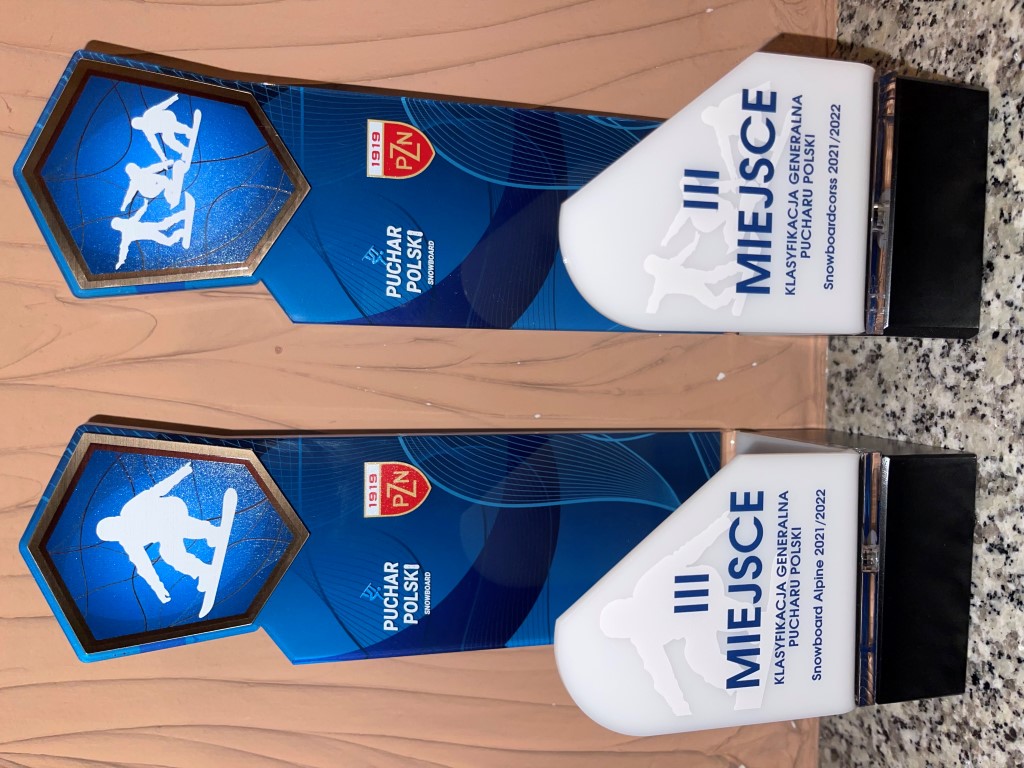 1919
PZN
PUCHAR
POLSKI
SNOWBOARD
III
MIEJSCE
KLASYFIKACJA GENERALNA
PUCHARU POLSKI
Snowboardcorss 2021/2022
1919
PZN
PUCHAR
POLSKI
SNOWBOARD
III
MIEJSCE
KLASYFIKACJA GENERALNA
PUCHARU POLSKI
Snowboard Alpine 2021/2022